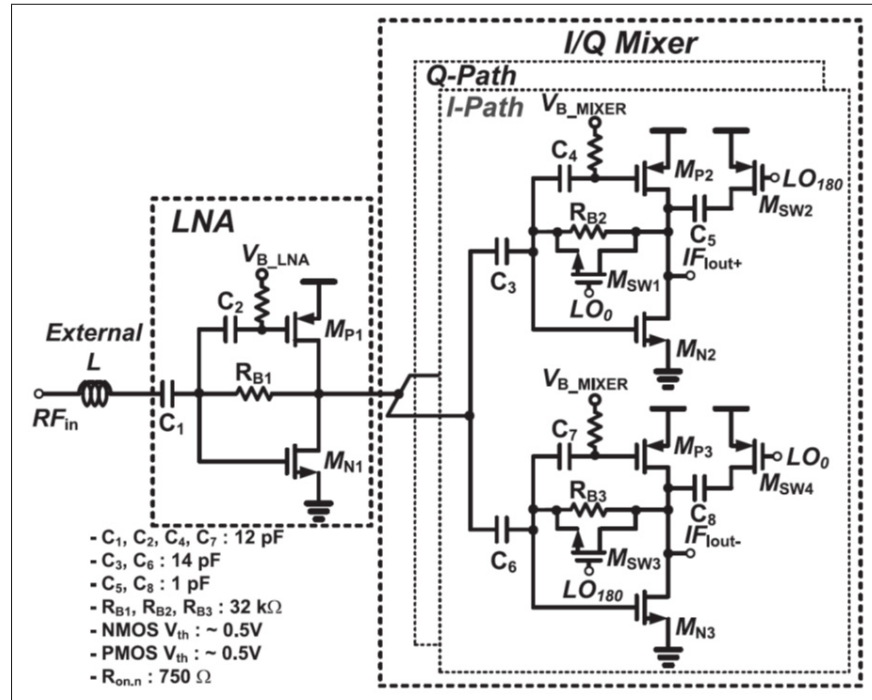 I/Q Mixer
Q-Path
I-Path
V_B_MIXER
C4
MP2
LO180
MSW2
RB2
C5
IFIout+
C3
MSW1
LO0
MN2
LNA
V_B_LNA
C2
MP1
External
L
RB1
RFin
C1
MN1
V_B_MIXER
C7
MP3
LO0
MSW4
RB3
C8
IFIout-
C6
MSW3
LO180
MN3
- C1, C2, C4, C7 : 12 pF
- C3, C6 : 14 pF
- C5, C8 : 1 pF
- RB1, RB2, RB3 : 32 kΩ
- NMOS Vth : ~ 0.5V
- PMOS Vth : ~ 0.5V
- Ron.n : 750 Ω